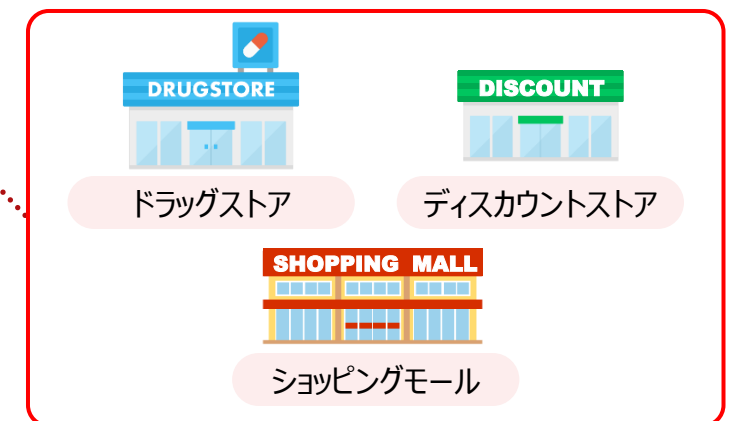 DRUGSTORE
DISCOUNT
ドラッグストア
ディスカウントストア
SHOPPING MALL
ショッピングモール